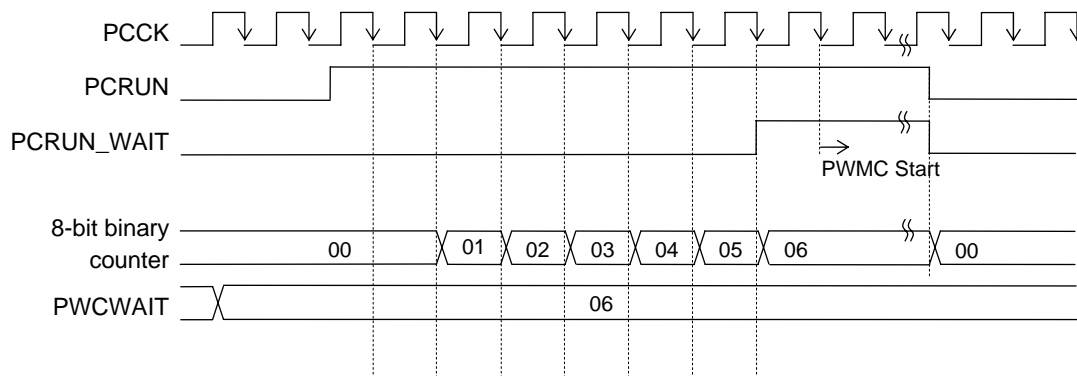 PCCK
PCRUN
PCRUN_WAIT
PWMC Start
8-bit binary
counter
00 01 02 03 04 05 06 00
PWCWAIT
06